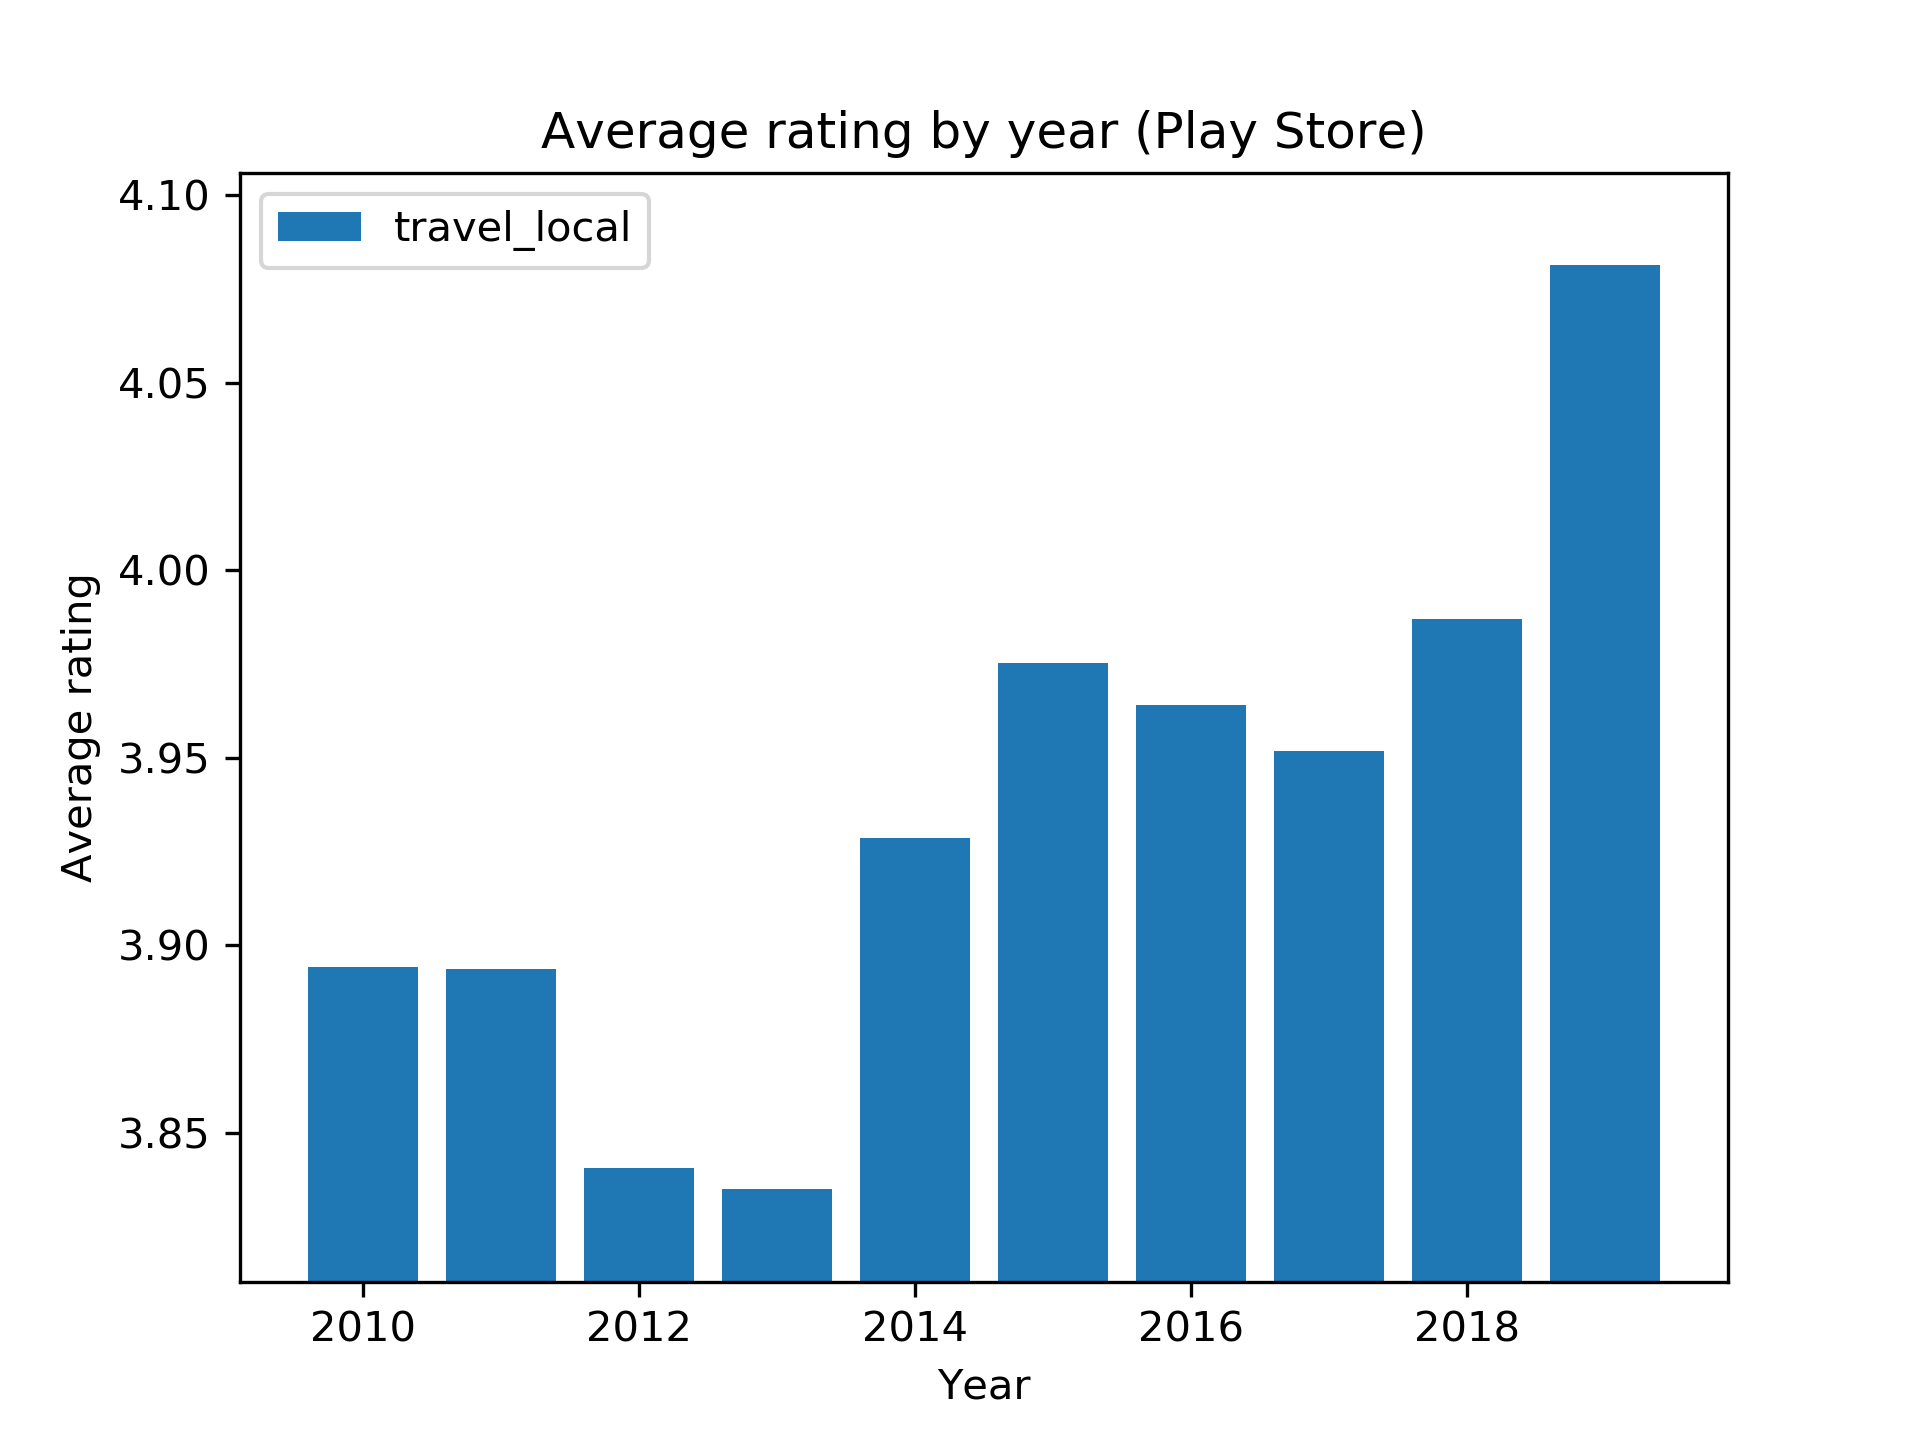 Average rating by year (Play Store)
travel_local
Average rating
4.10
4.05
4.00
3.95
3.90
3.85
2010 2012 2014 2016 2018
Year